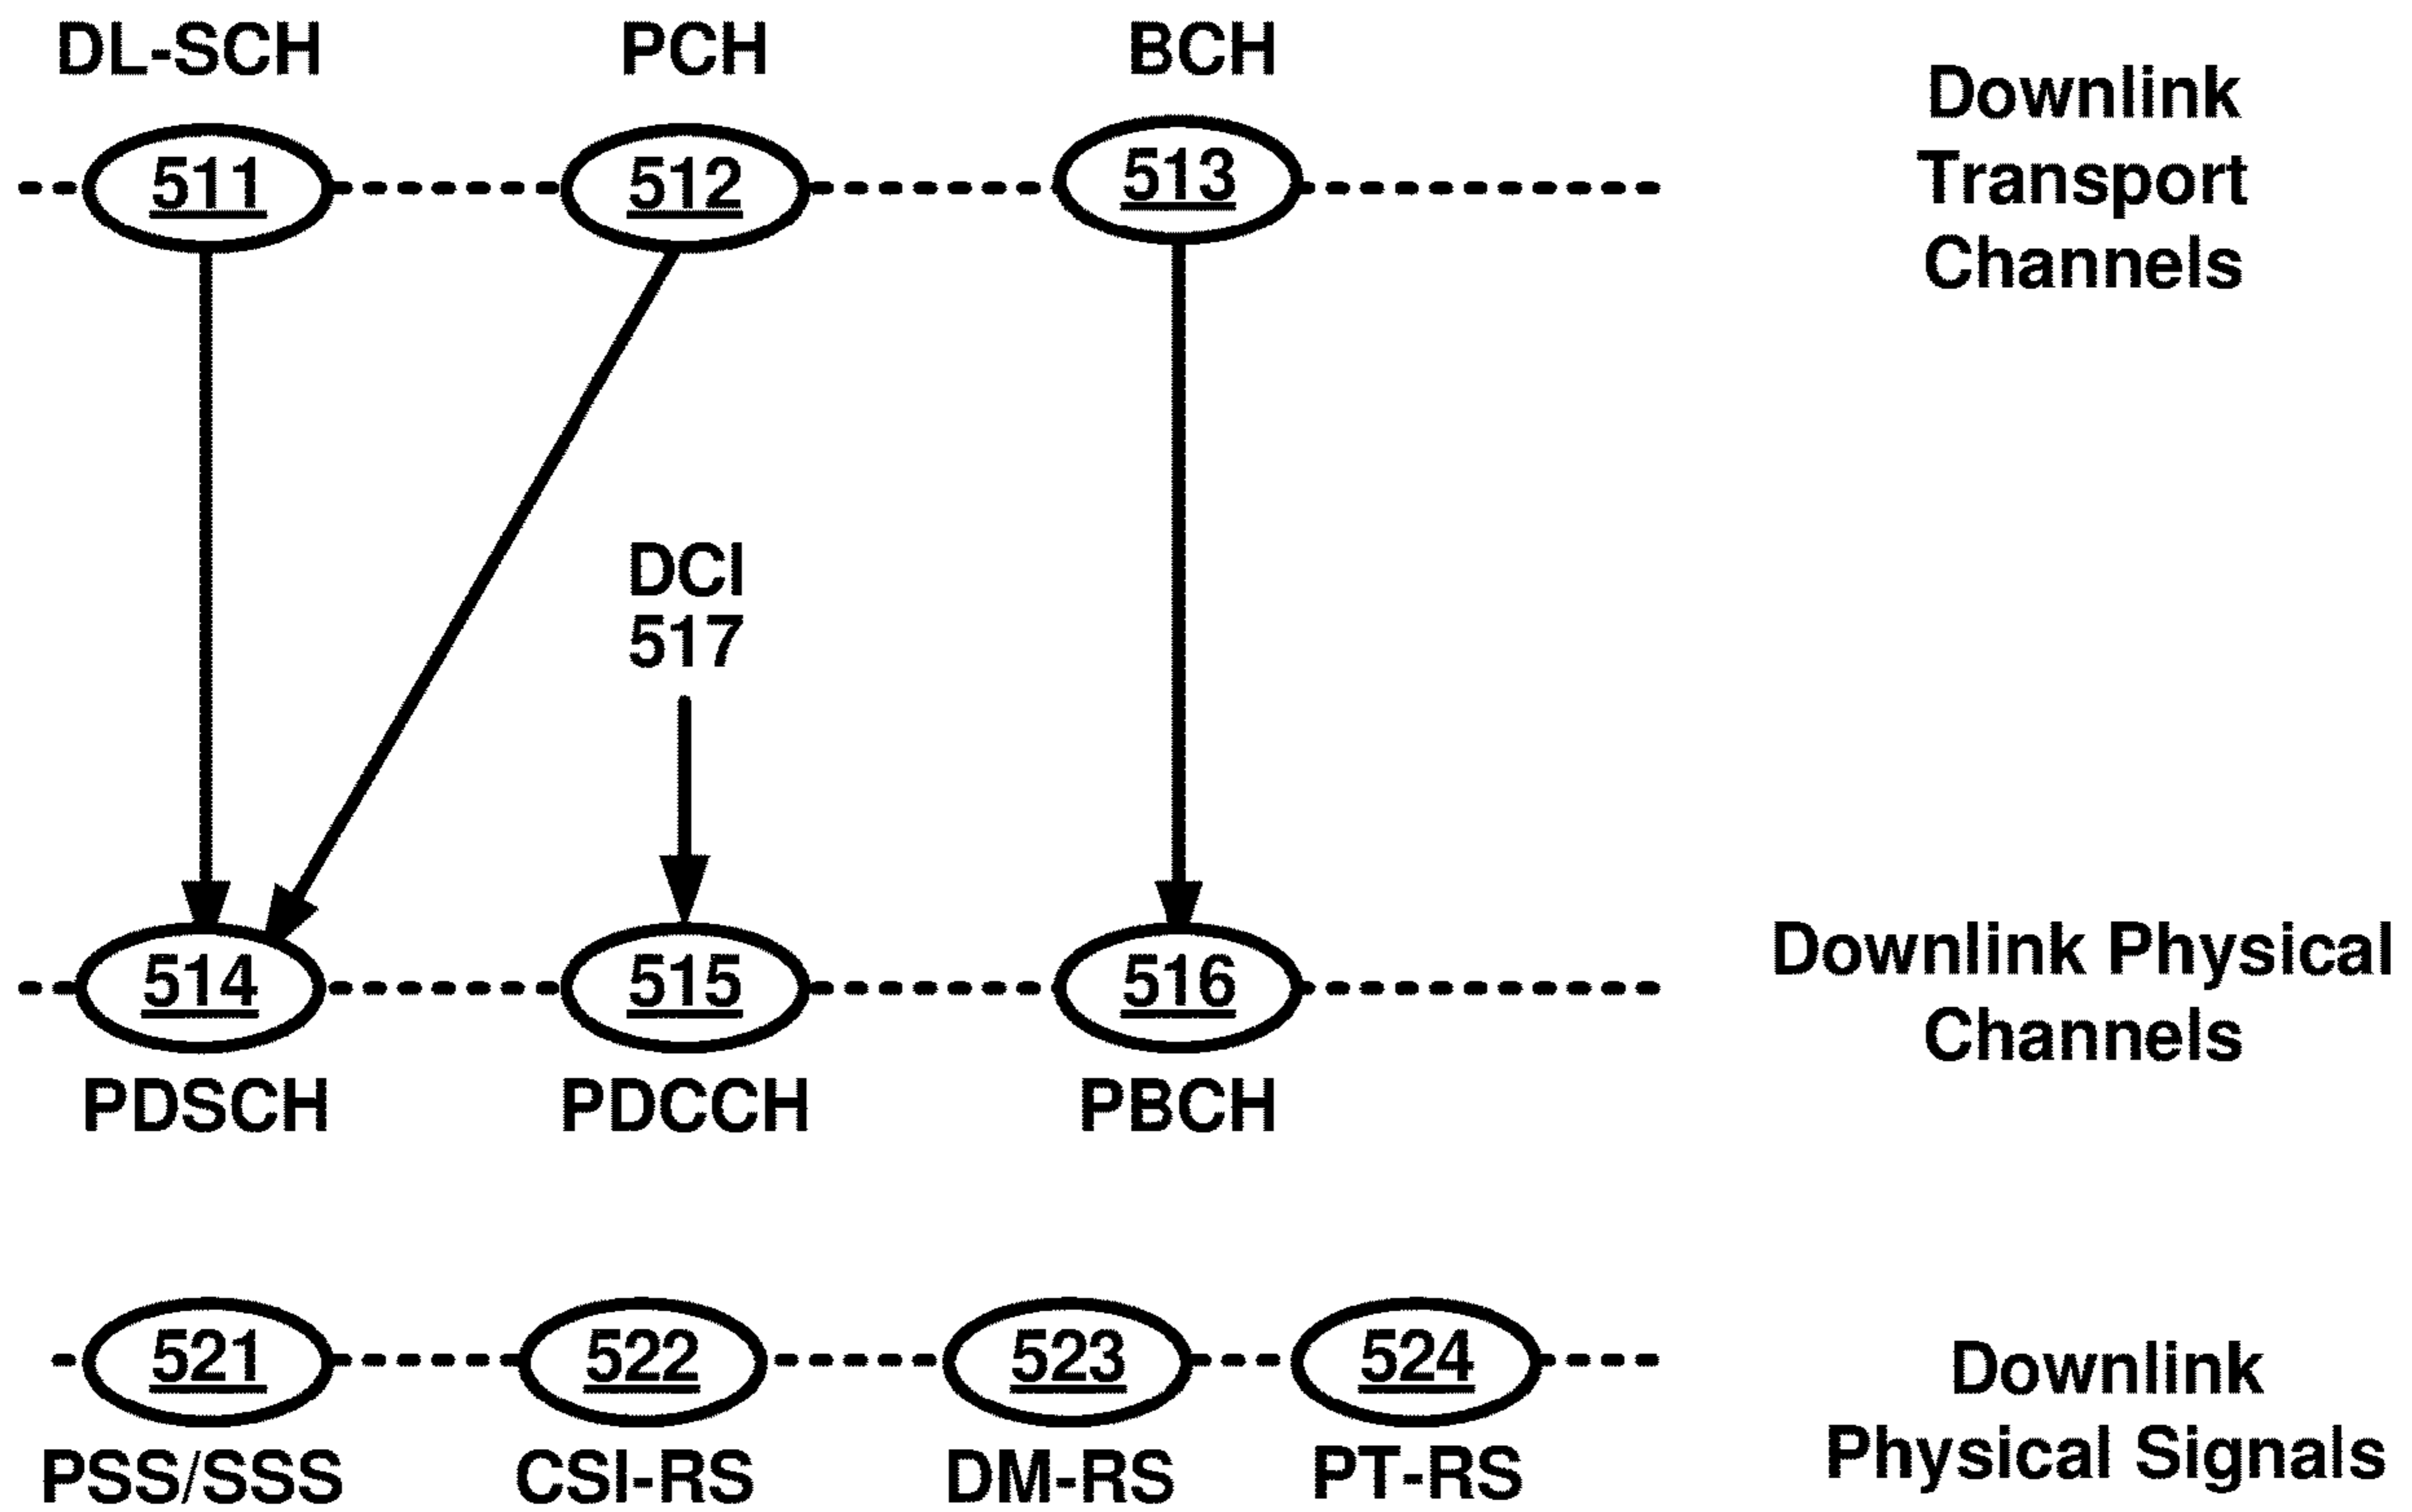 DL-SCH PCH BCH
511 512 513
Downlink
Transport
Channels
DCI
517
514 515 516
Downlink Physical
Channels
PDSCH PDCCH PBCH
521 522 523 524
Downlink
Physical Signals
PSS/SSS CSI-RS DM-RS PT-RS